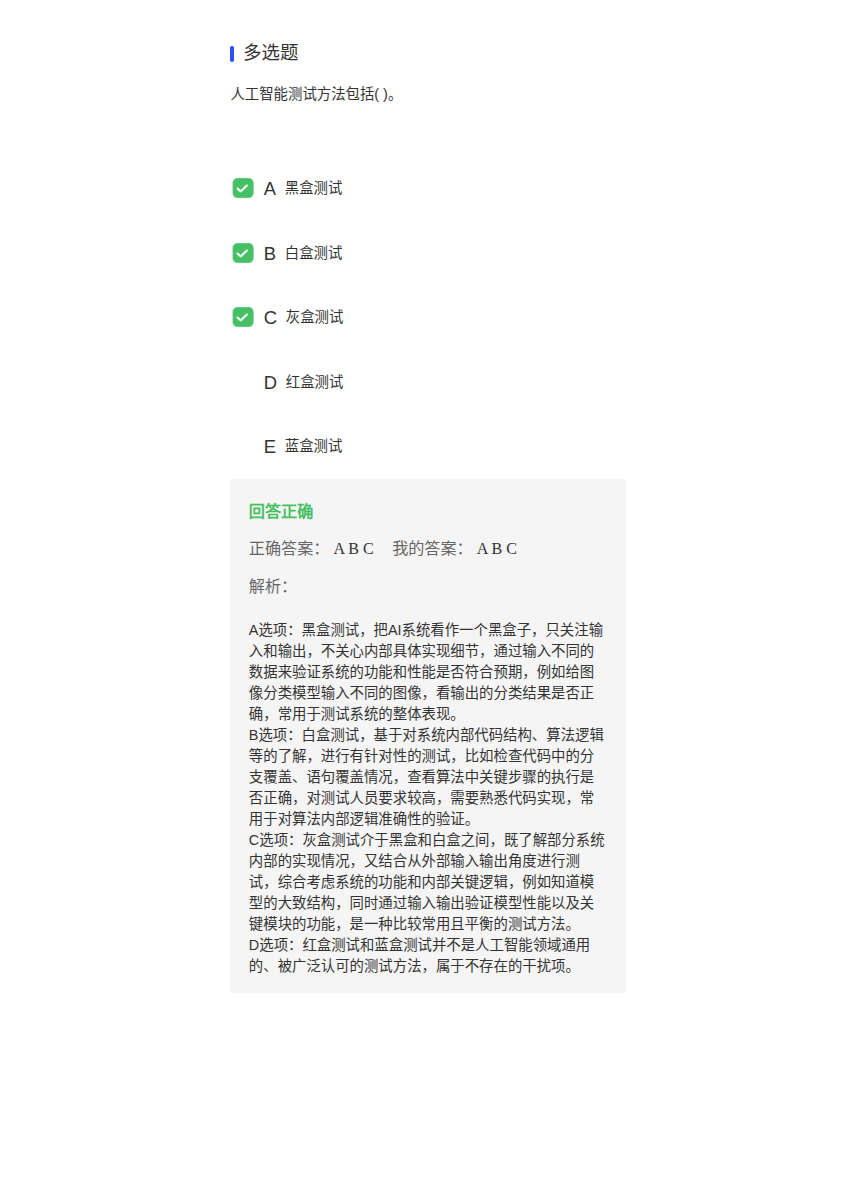 多选题
人工智能测试方法包括( )。
A 黑盒测试
B 白盒测试
C 灰盒测试
D 红盒测试
E 蓝盒测试
回答正确
正确答案： A B C 我的答案： A B C
解析：
A选项：黑盒测试，把AI系统看作一个黑盒子，只关注输
入和输出，不关心内部具体实现细节，通过输入不同的
数据来验证系统的功能和性能是否符合预期，例如给图
像分类模型输入不同的图像，看输出的分类结果是否正
确，常用于测试系统的整体表现。
B选项：白盒测试，基于对系统内部代码结构、算法逻辑
等的了解，进行有针对性的测试，比如检查代码中的分
支覆盖、语句覆盖情况，查看算法中关键步骤的执行是
否正确，对测试人员要求较高，需要熟悉代码实现，常
用于对算法内部逻辑准确性的验证。
C选项：灰盒测试介于黑盒和白盒之间，既了解部分系统
内部的实现情况，又结合从外部输入输出角度进行测
试，综合考虑系统的功能和内部关键逻辑，例如知道模
型的大致结构，同时通过输入输出验证模型性能以及关
键模块的功能，是一种比较常用且平衡的测试方法。
D选项：红盒测试和蓝盒测试并不是人工智能领域通用
的、被广泛认可的测试方法，属于不存在的干扰项。